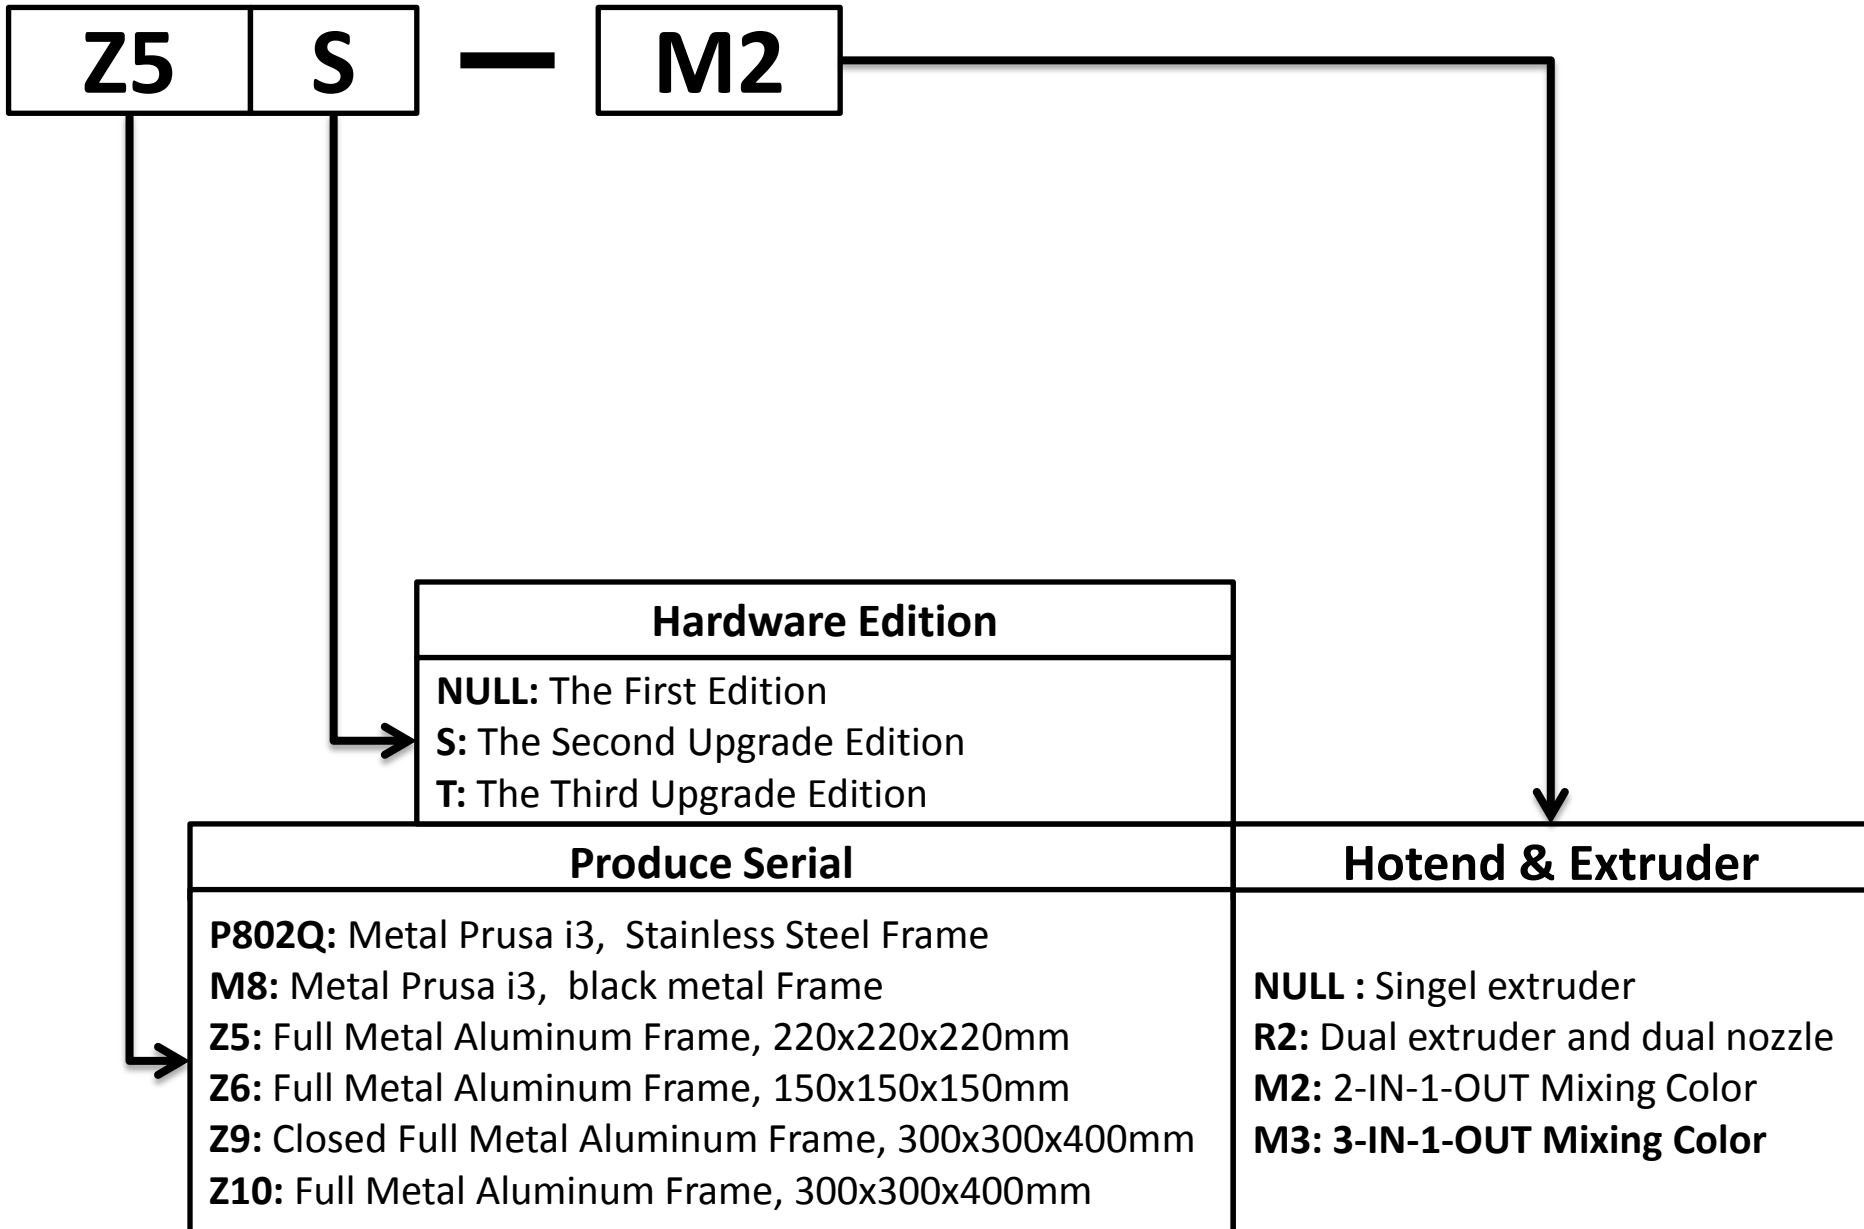 Z5 S — M2
Hardware Edition
NULL: The First Edition
S: The Second Upgrade Edition
T: The Third Upgrade Edition
Produce Serial
P802Q: Metal Prusa i3, Stainless Steel Frame
M8: Metal Prusa i3, black metal Frame
Z5: Full Metal Aluminum Frame, 220x220x220mm
Z6: Full Metal Aluminum Frame, 150x150x150mm
Z9: Closed Full Metal Aluminum Frame, 300x300x400mm
Z10: Full Metal Aluminum Frame, 300x300x400mm
Hotend & Extruder
NULL : Singel extruder
R2: Dual extruder and dual nozzle
M2: 2-IN-1-OUT Mixing Color
M3: 3-IN-1-OUT Mixing Color